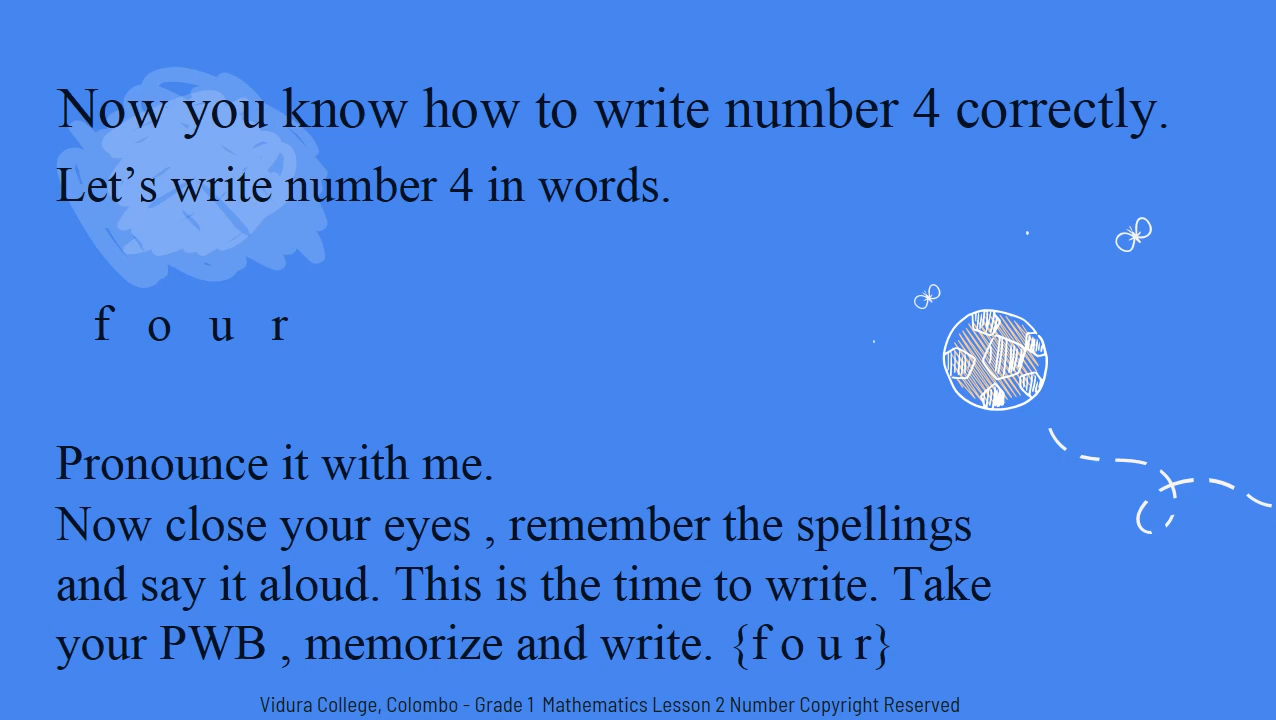 Now you know how to write number 4 correctly.
Let’s write number 4 in words.
f o u r
Pronounce it with me.
Now close your eyes , remember the spellings
and say it aloud. This is the time to write. Take
your PWB , memorize and write. {f o u r}
Vidura College, Colombo - Grade 1 Mathematics Lesson 2 Number Copyright Reserved